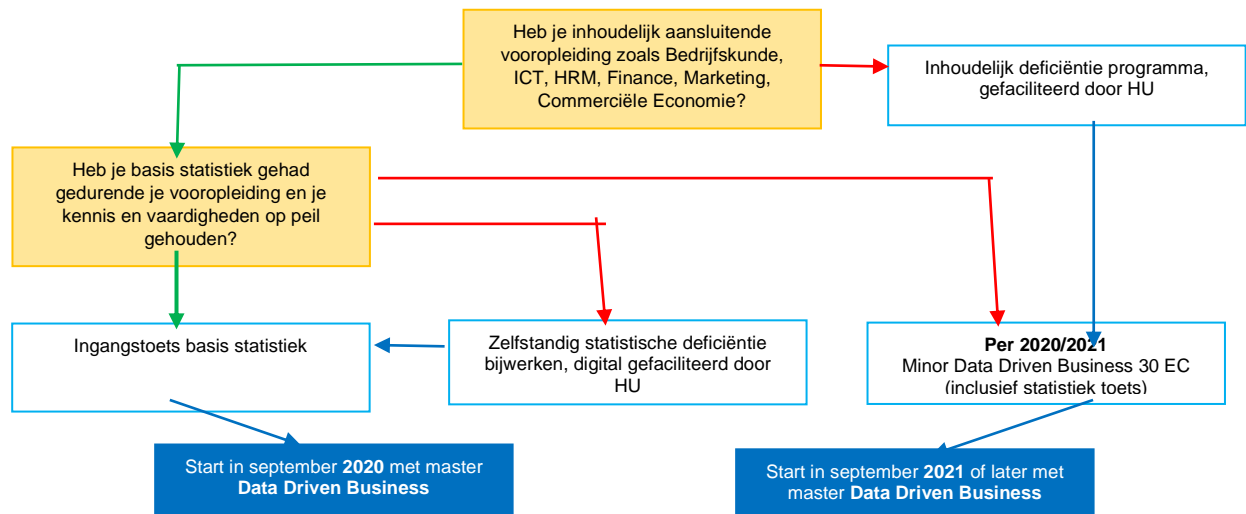 Heb je inhoudelijk aansluitende
vooropleiding zoals Bedrijfskunde,
ICT, HRM, Finance, Marketing,
Commerciële Economie?
Inhoudelijk deficiëntie programma,
gefaciliteerd door HU
Heb je basis statistiek gehad
gedurende je vooropleiding en je
kennis en vaardigheden op peil
gehouden?
Ingangstoets basis statistiek
Zelfstandig statistische deficiëntie
bijwerken, digital gefaciliteerd door
HU
Per 2020/2021
Minor Data Driven Business 30 EC
(inclusief statistiek toets)
Start in september 2020 met master
Data Driven Business
Start in september 2021 of later met
master Data Driven Business